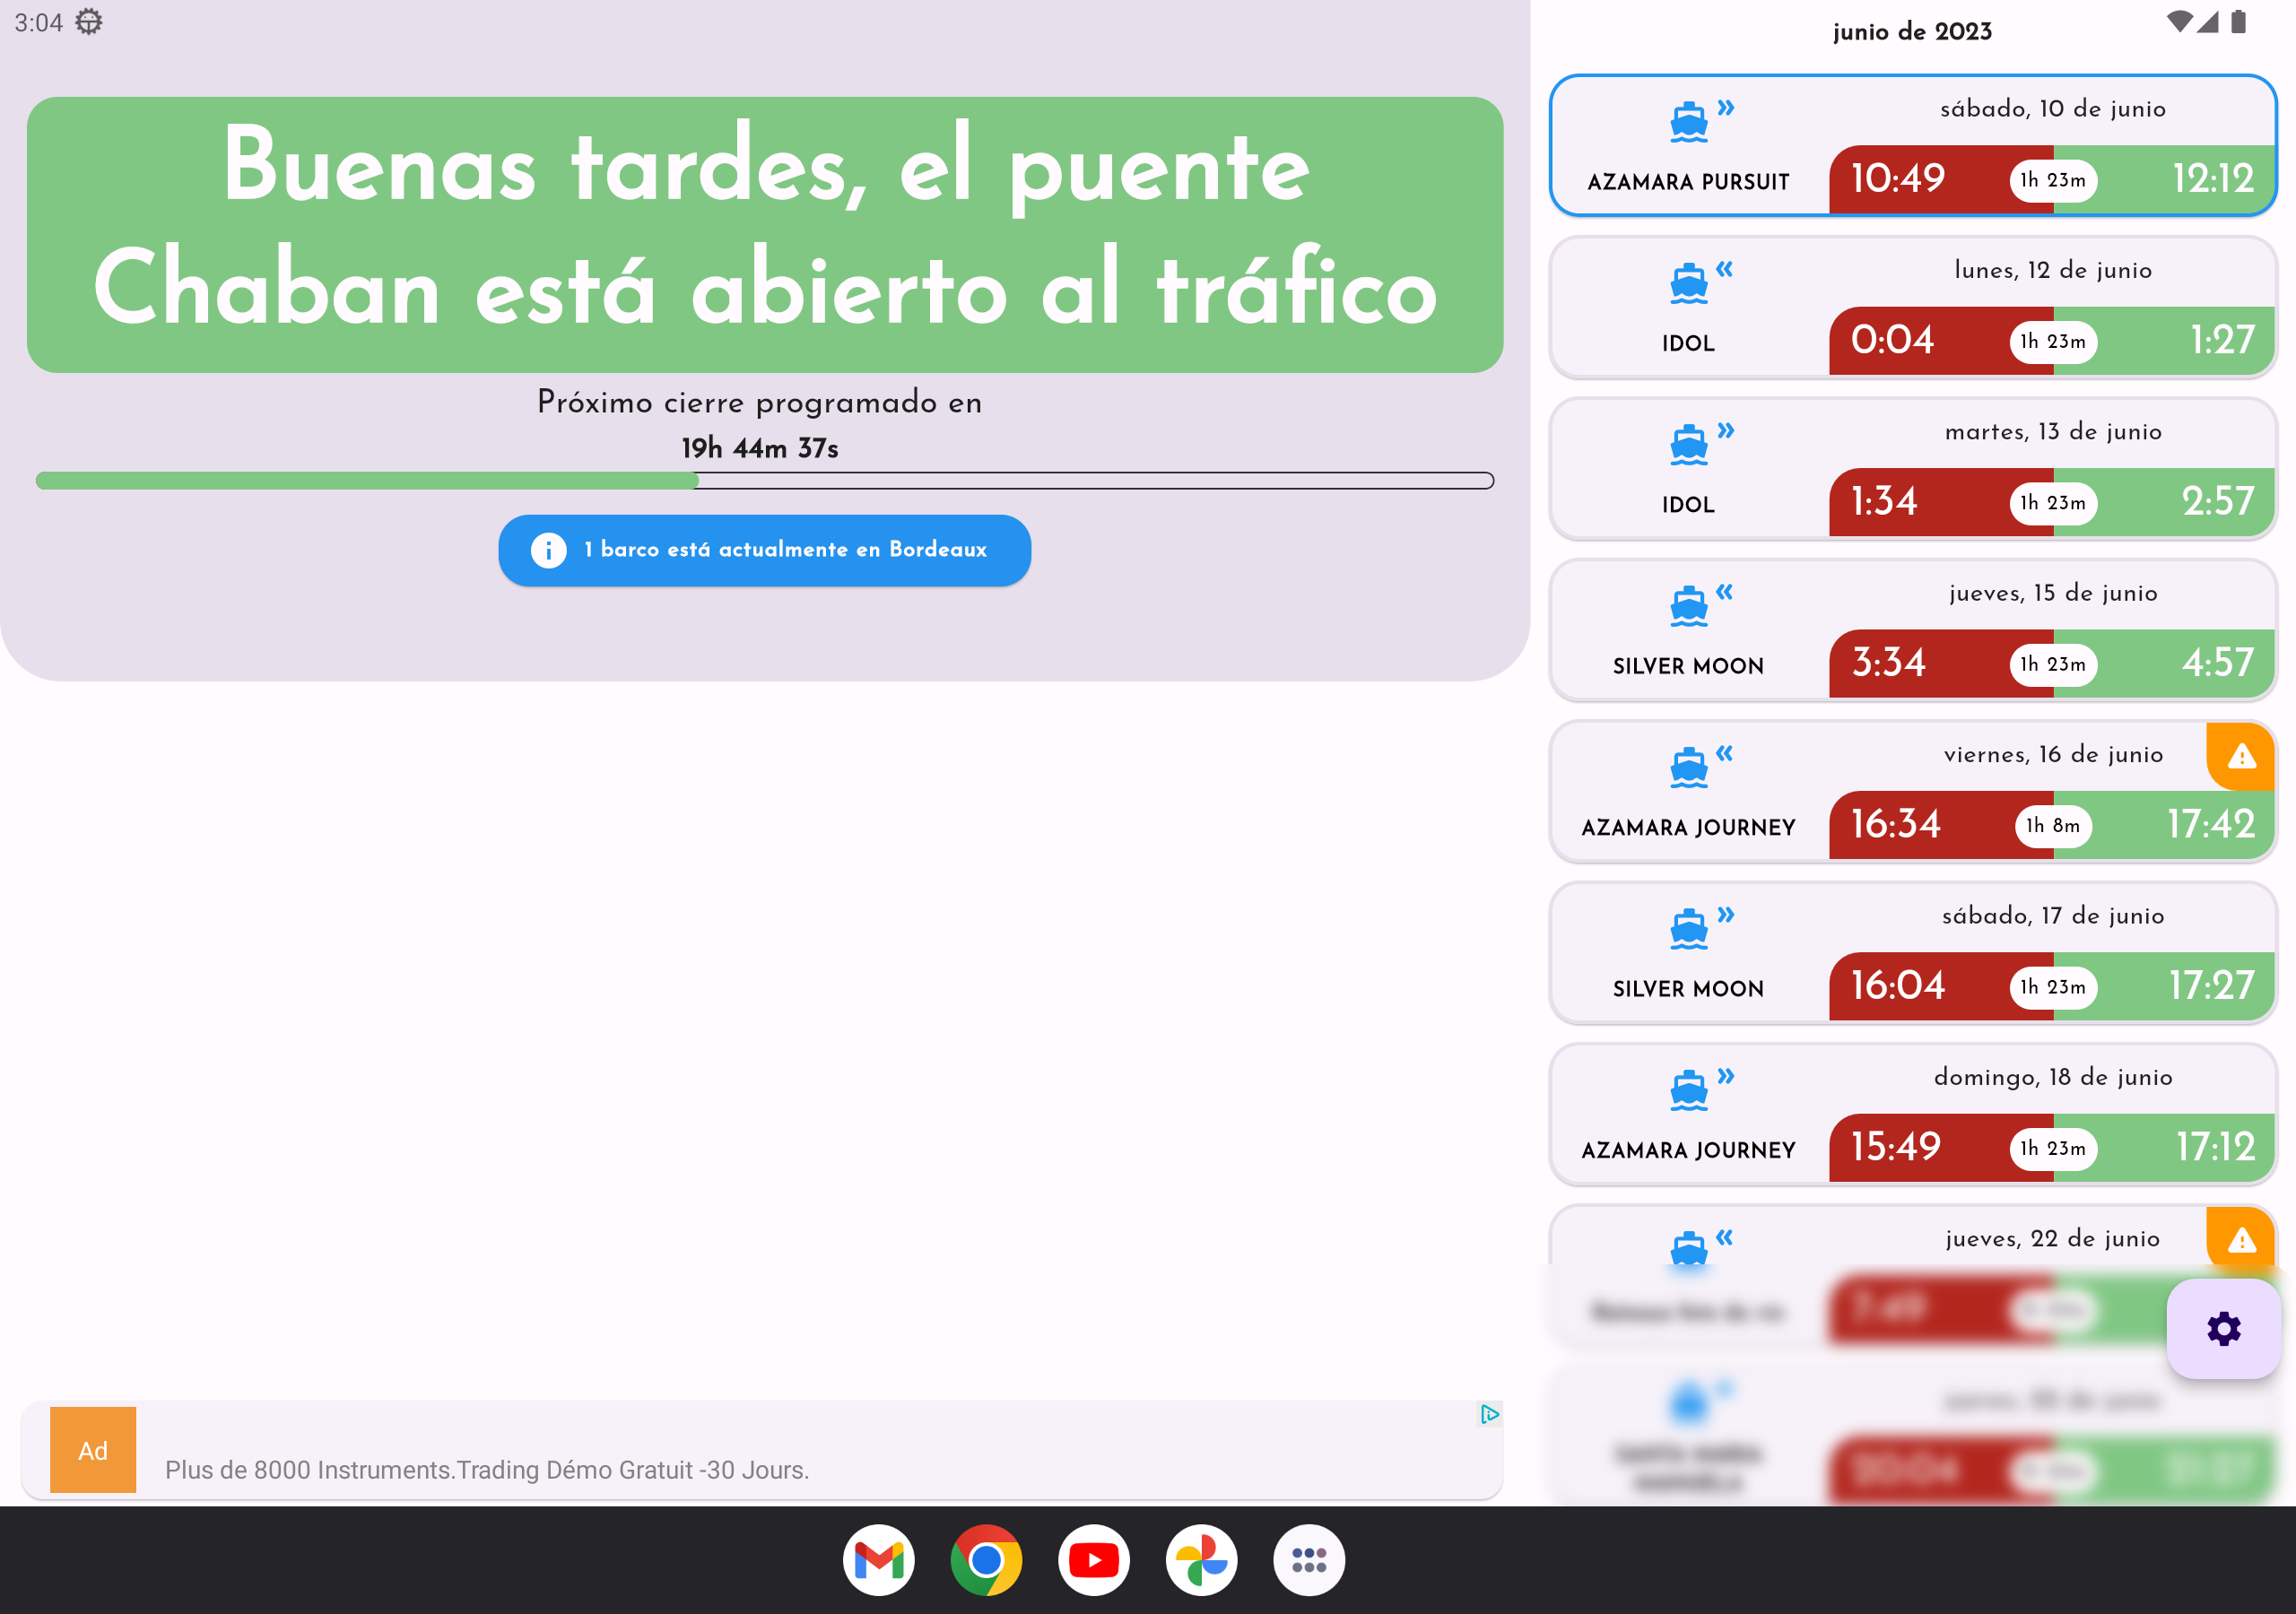 3:04
Buenas tardes, el puente
Chaban está abierto al tráfico
Próximo cierre programado en
19h 44m 37s
1 barco está actualmente en Bordeaux
Ad
Plus de 8000 Instruments.Trading Démo Gratuit -30 Jours.
junio de 2023
sábado, 10 de junio
AZAMARA PURSUIT
10:49 1h 23m 12:12
lunes, 12 de junio
IDOL
0:04 1h 23m 1:27
martes, 13 de junio
IDOL
1:34 1h 23m 2:57
jueves, 15 de junio
SILVER MOON
3:34 1h 23m 4:57
viernes, 16 de junio
AZAMARA JOURNEY
16:34 1h 8m 17:42
sábado, 17 de junio
SILVER MOON
16:04 1h 23m 17:27
domingo, 18 de junio
AZAMARA JOURNEY
15:49 1h 23m 17:12
jueves, 22 de junio